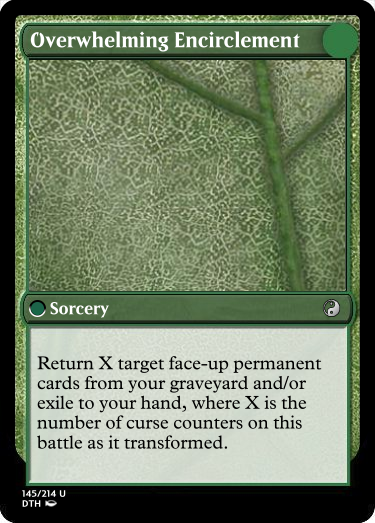 Overwhelming Encirclement
Sorcery
Return X target face-up permanent
cards from your graveyard and/or
exile to your hand, where X is the
number of curse counters on this
battle as it transformed.
145/214 U
DTH